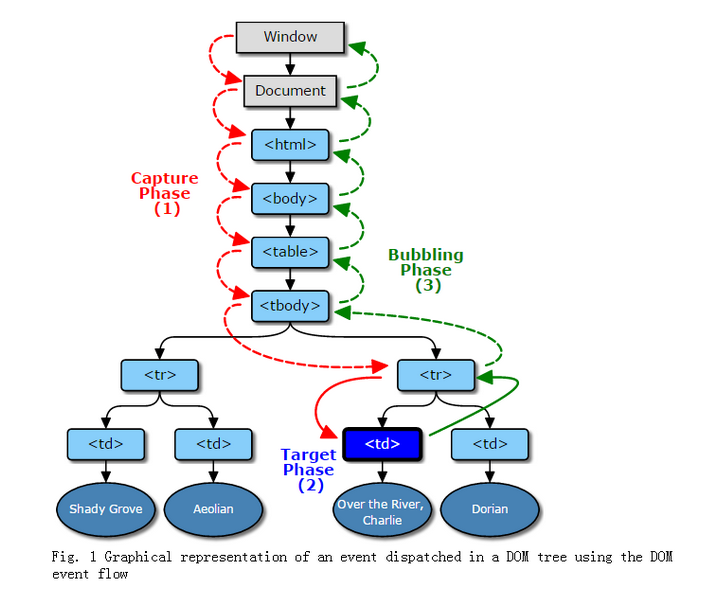 Window
Document
<html>
Capture
Phase
(1)
<body>
<table>
Bubbling
Phase
(3)
<tbody>
<tr>
<tr>
<td>
<td>
<td>
<td>
Target
Phase
(2)
Shady Grove
Aeolian
Over the River,
Charlie
Dorian
Fig. 1 Graphical representation of an event dispatched in a DOM tree using the DOM
event flow